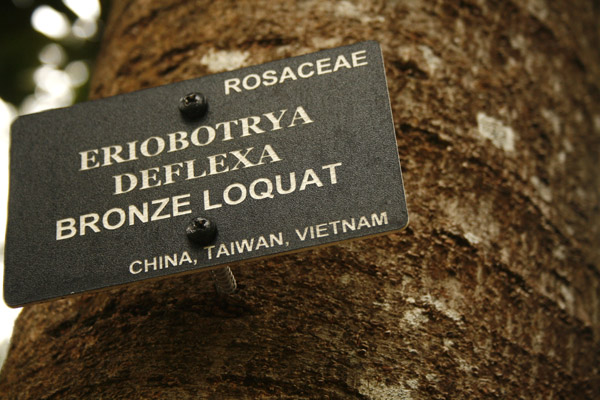 ROSACEAE
ERIOBOTRYA
DEFLEXA
BRONZE LOQUAT
CHINA, TAIWAN, VIETNAM